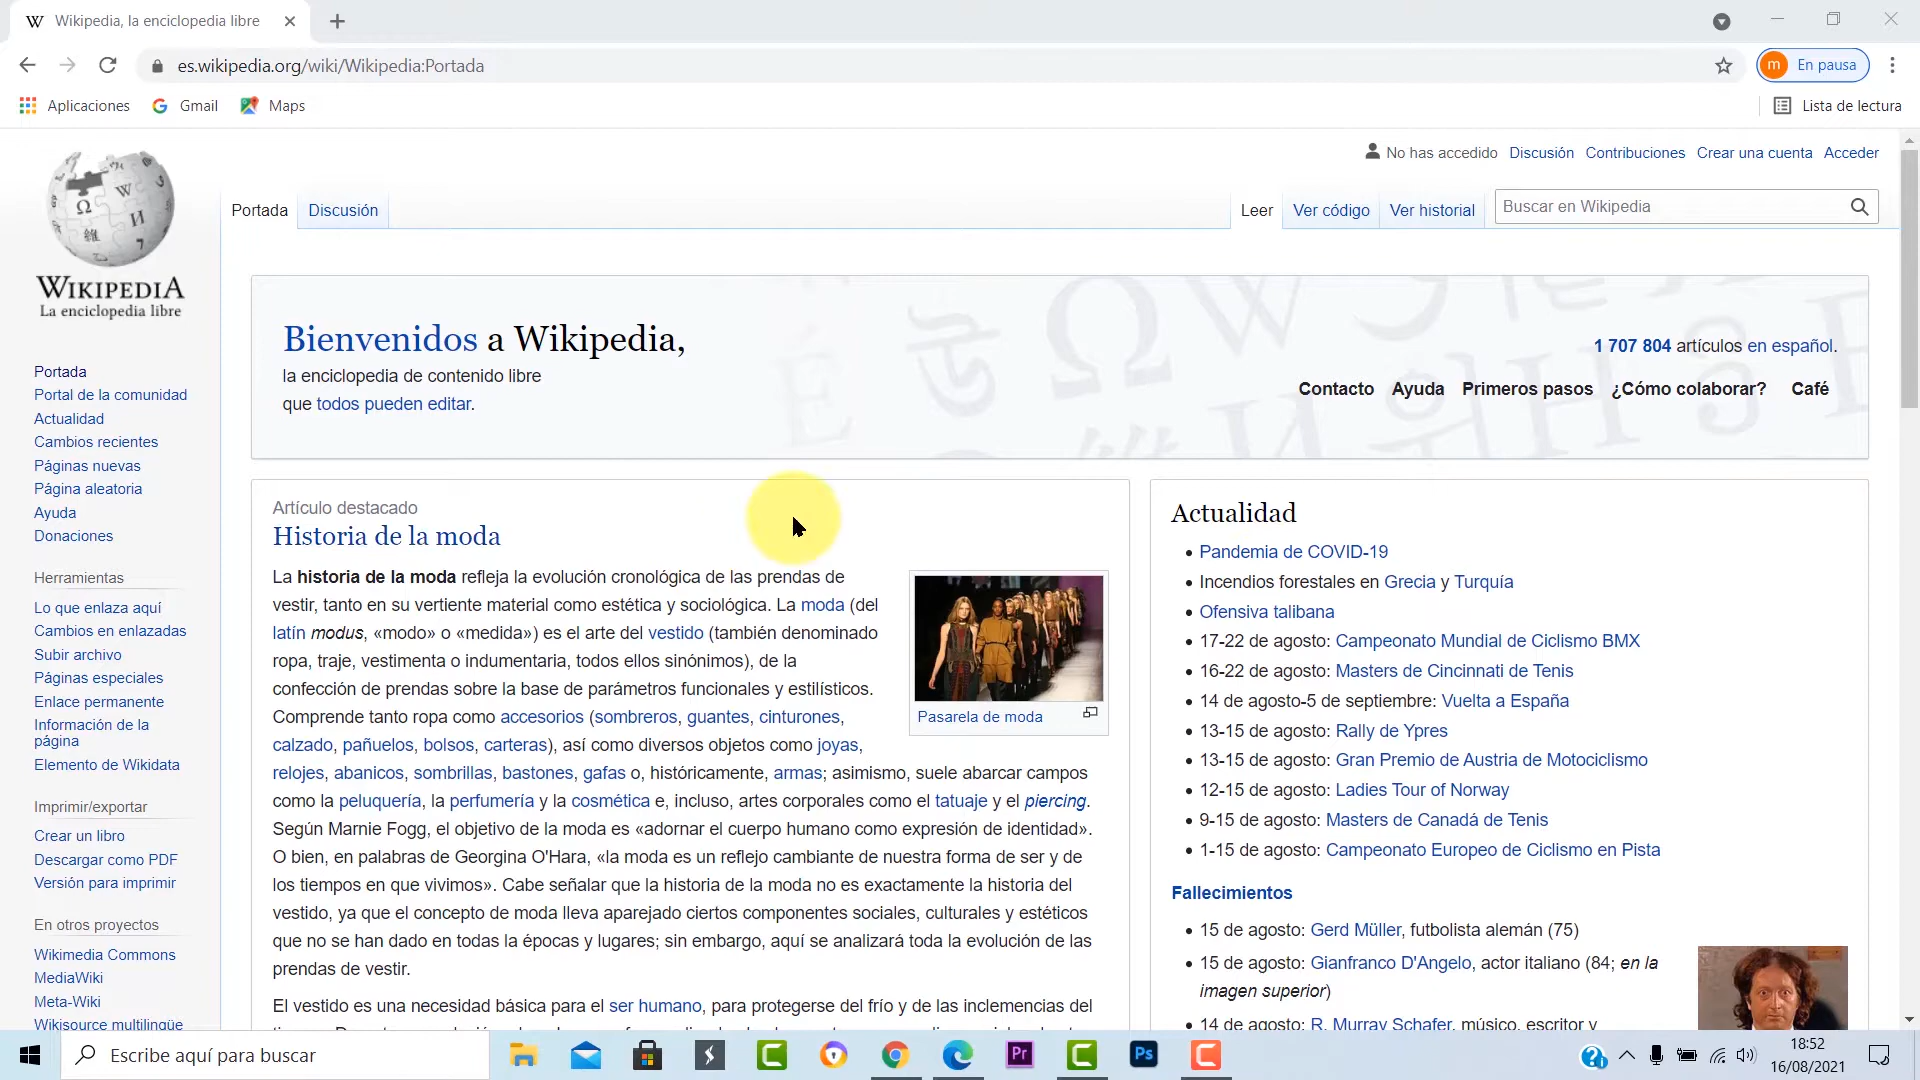 Wikipedia, la enciclopedia libre
es.wikipedia.org/wiki/Wikipedia:Portada
m En pausa
Aplicaciones Gmail Maps Lista de lectura
No has accedido Discusión Contribuciones Crear una cuenta Acceder
Portada Discusión Leer Ver código Ver historial Buscar en Wikipedia
WIKIPEDIA
La enciclopedia libre
Portada
Portal de la comunidad
Actualidad
Cambios recientes
Páginas nuevas
Página aleatoria
Ayuda
Donaciones
Herramientas
Lo que enlaza aquí
Cambios en enlazadas
Subir archivo
Páginas especiales
Enlace permanente
Información de la
página
Elemento de Wikidata
Imprimir/exportar
Crear un libro
Descargar como PDF
Versión para imprimir
En otros proyectos
Wikimedia Commons
MediaWiki
Meta-Wiki
Wikisource multilingüe
Bienvenidos a Wikipedia,
la enciclopedia de contenido libre
que todos pueden editar.
1 707 804 artículos en español.
Contacto Ayuda Primeros pasos ¿Cómo colaborar? Café
Artículo destacado
Historia de la moda
La historia de la moda refleja la evolución cronológica de las prendas de
vestir, tanto en su vertiente material como estética y sociológica. La moda (del
latín modus, «modo» o «medida») es el arte del vestido (también denominado
ropa, traje, vestimenta o indumentaria, todos ellos sinónimos), de la
confección de prendas sobre la base de parámetros funcionales y estilísticos.
Comprende tanto ropa como accesorios (sombreros, guantes, cinturones,
calzado, pañuelos, bolsos, carteras), así como diversos objetos como joyas,
relojes, abanicos, sombrillas, bastones, gafas o, históricamente, armas; asimismo, suele abarcar campos
como la peluquería, la perfumería y la cosmética e, incluso, artes corporales como el tatuaje y el piercing.
Según Marnie Fogg, el objetivo de la moda es «adornar el cuerpo humano como expresión de identidad».
O bien, en palabras de Georgina O'Hara, «la moda es un reflejo cambiante de nuestra forma de ser y de
los tiempos en que vivimos». Cabe señalar que la historia de la moda no es exactamente la historia del
vestido, ya que el concepto de moda lleva aparejado ciertos componentes sociales, culturales y estéticos
que no se han dado en todas la épocas y lugares; sin embargo, aquí se analizará toda la evolución de las
prendas de vestir.
El vestido es una necesidad básica para el ser humano, para protegerse del frío y de las inclemencias del
Pasarela de moda
Actualidad
Pandemia de COVID-19
Incendios forestales en Grecia y Turquía
Ofensiva talibana
17-22 de agosto: Campeonato Mundial de Ciclismo BMX
16-22 de agosto: Masters de Cincinnati de Tenis
14 de agosto-5 de septiembre: Vuelta a España
13-15 de agosto: Rally de Ypres
13-15 de agosto: Gran Premio de Austria de Motociclismo
12-15 de agosto: Ladies Tour of Norway
9-15 de agosto: Masters de Canadá de Tenis
1-15 de agosto: Campeonato Europeo de Ciclismo en Pista
Fallecimientos
15 de agosto: Gerd Müller, futbolista alemán (75)
15 de agosto: Gianfranco D'Angelo, actor italiano (84; en la
imagen superior)
14 de agosto: R. Murray Schafer, músico, escritor y
Escribe aquí para buscar
Pr
Ps
18:52
16/08/2021